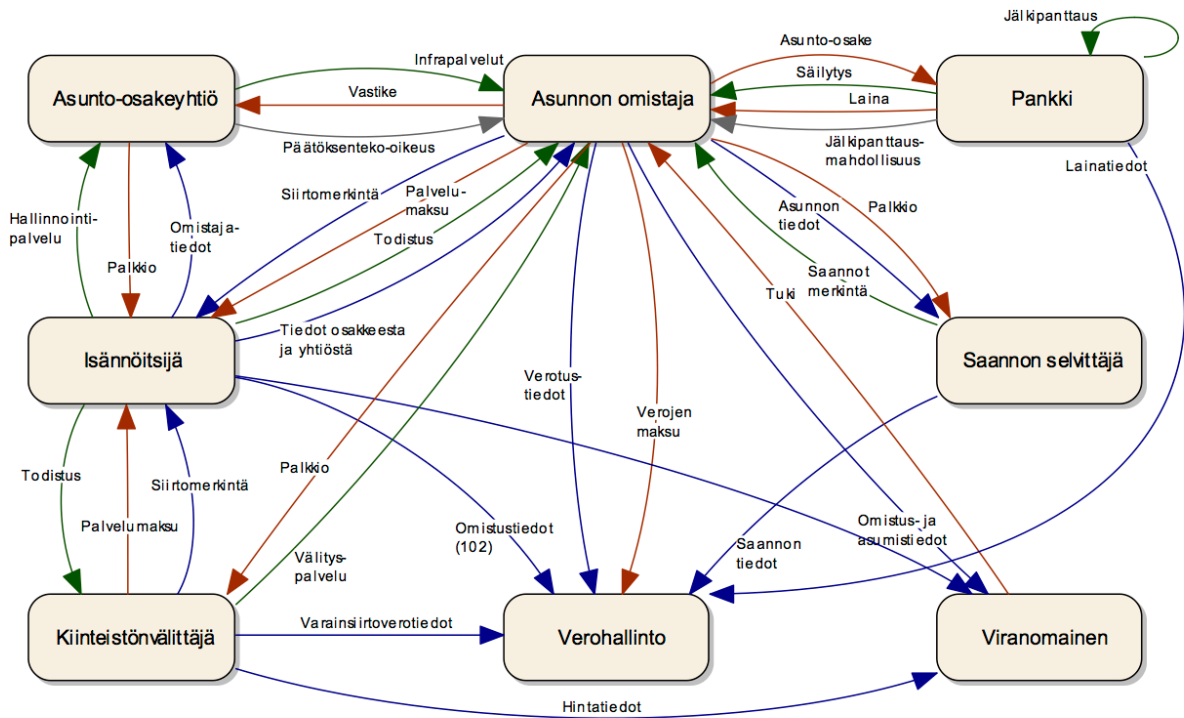 Jälkipanttaus
Asunto-osake
Infrapalvelut
Säilytys
Asunto-osakeyhtiö
Vastike
Asunnon omistaja
Laina
Pankki
Päätöksenteko-oikeus
Jälkipanttaus-
mahdollisuus
Lainatiedot
Siirtomerkintä
Palvelu-
maksu
Asunnon
tiedot
Palkkio
Hallinnointi-
palvelu
Omistaja-
tiedot
Todistus
Palkkio
Saannot
merkintä
Tuki
Isännöitsijä
Tiedot osakkeesta
ja yhtiöstä
Saannon selvittäjä
Verotus-
tiedot
Verojen
maksu
Todistus
Siirtomerkintä
Palkkio
Palvelumaksu
Omistustiedot
(102)
Omistus- ja
asumistiedot
Saannon
tiedot
Välitys-
palvelu
Kiinteistönvälittäjä
Varainsiirtoverotiedot
Verohallinto
Viranomainen
Hintatiedot